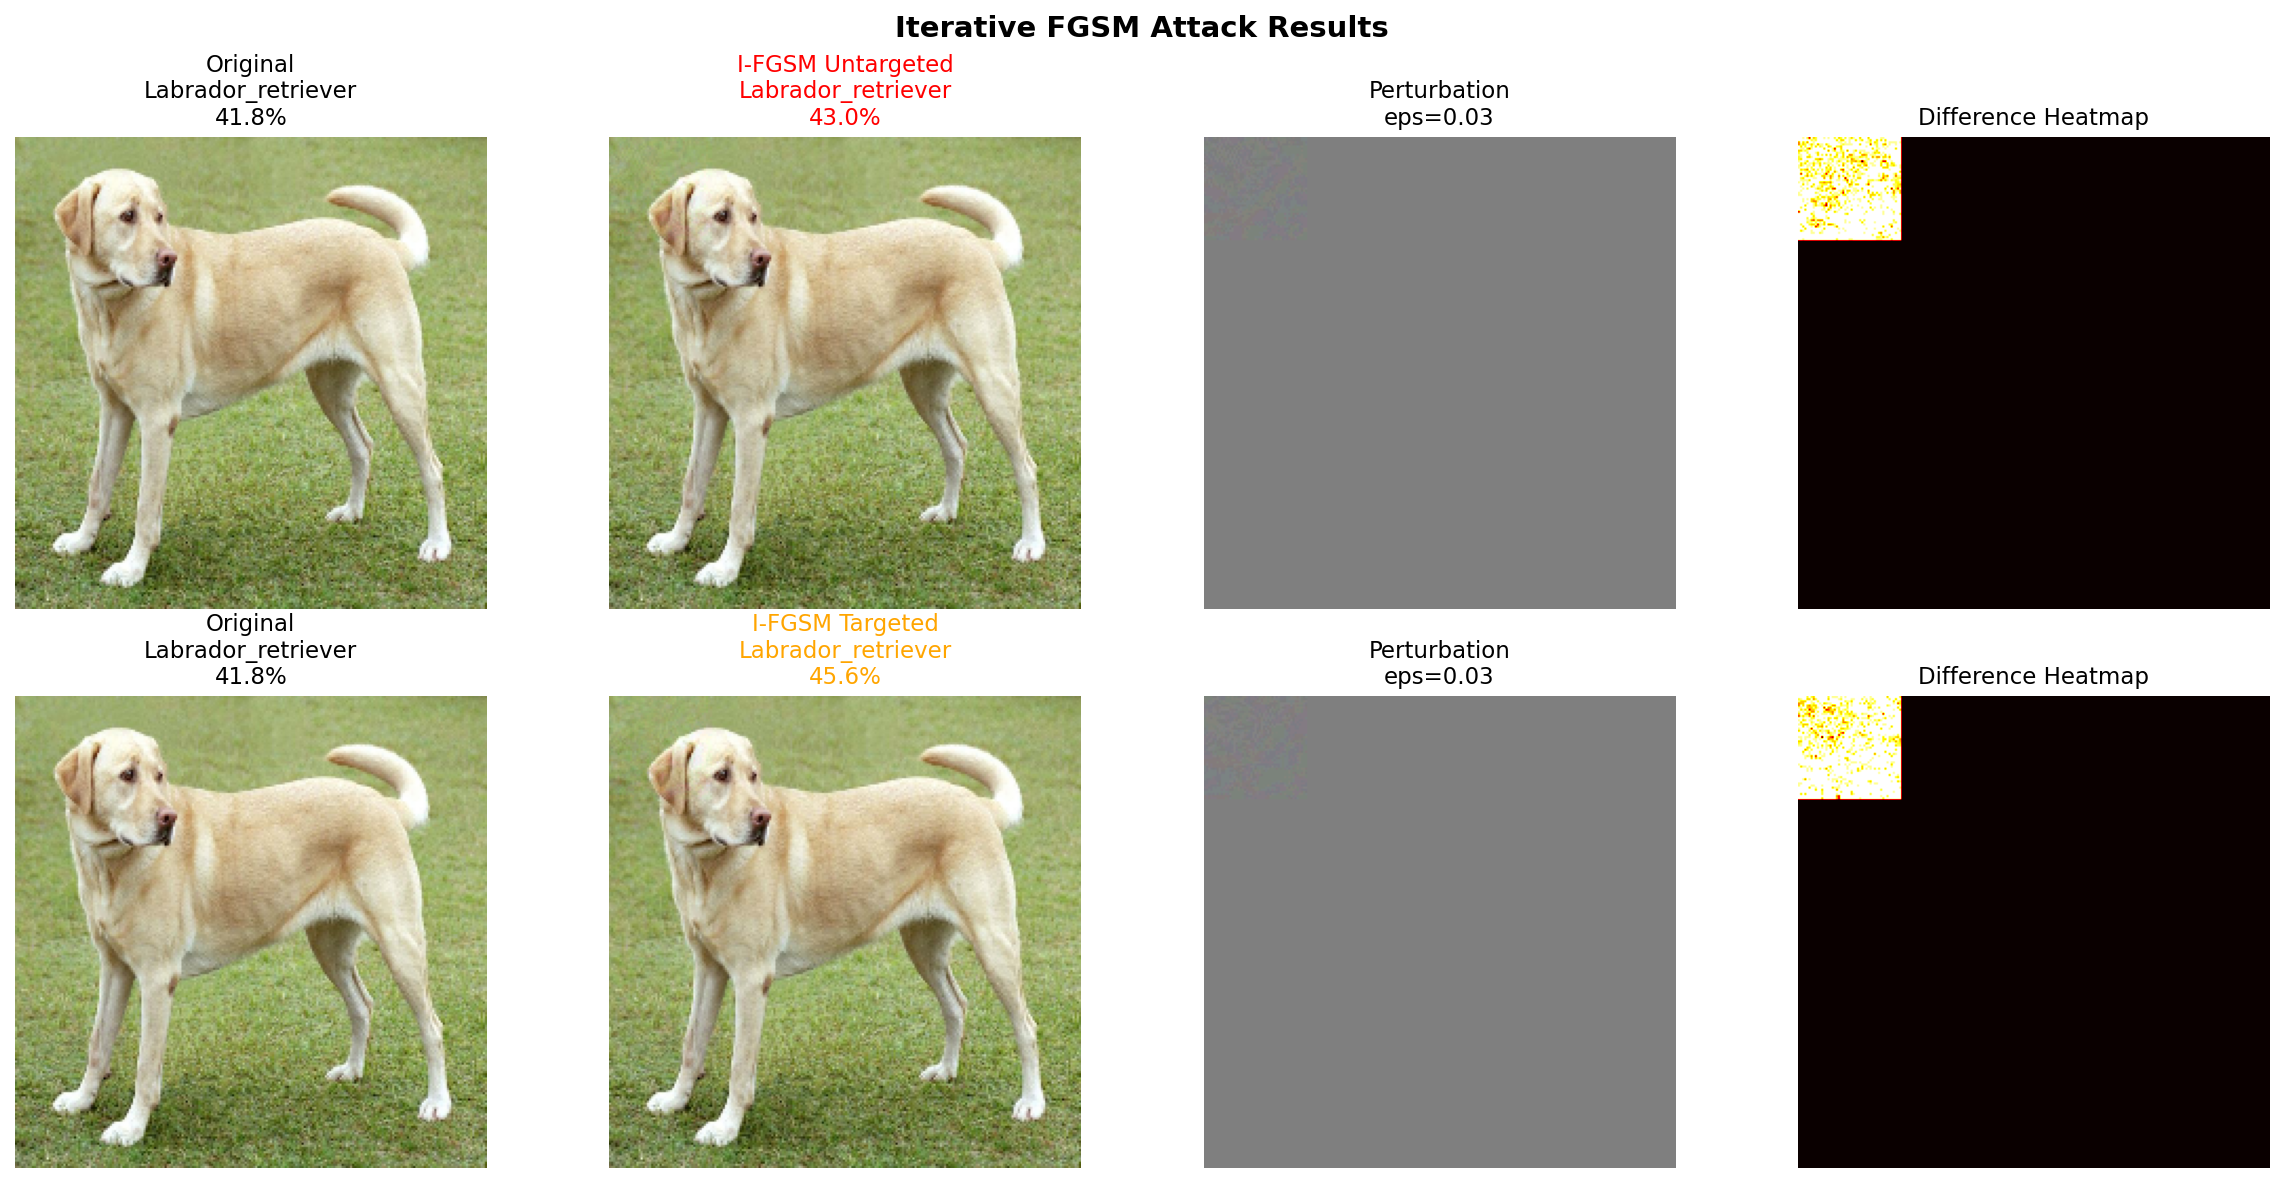 Iterative FGSM Attack Results
Original
Labrador_retriever
41.8%
I-FGSM Untargeted
Labrador_retriever
43.0%
Perturbation
eps=0.03
Difference Heatmap
Original
Labrador_retriever
41.8%
I-FGSM Targeted
Labrador_retriever
45.6%
Perturbation
eps=0.03
Difference Heatmap